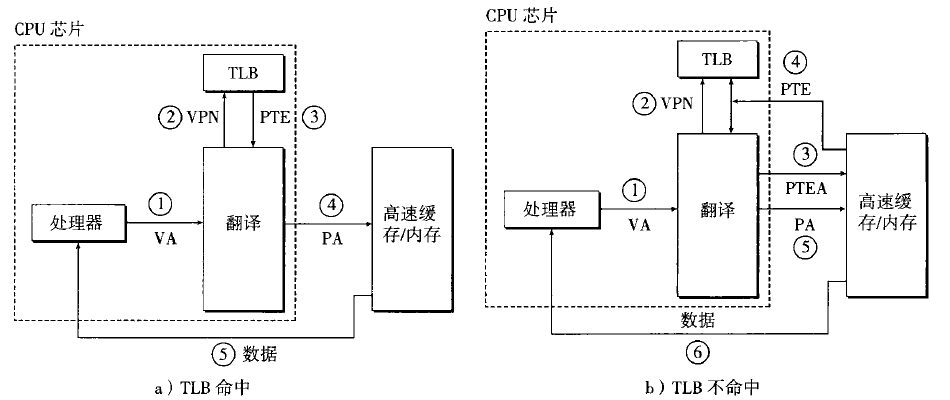 CPU 芯片
TLB
② VPN
PTE ③
处理器
①
VA
翻译
④
PA
高速缓
存/内存
⑤ 数据
a）TLB 命中
CPU 芯片
TLB
④
PTE
② VPN
处理器
①
VA
翻译
③
PTEA
PA
⑤
高速缓
存/内存
数据
⑥
b）TLB 不命中